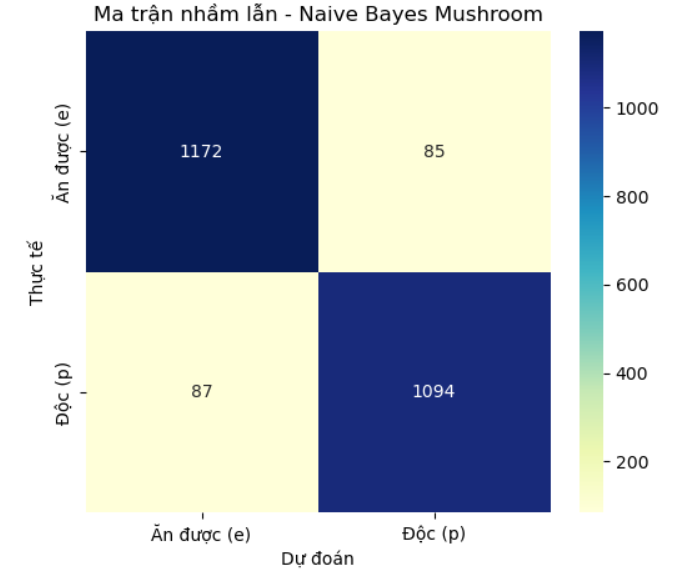 Ma trận nhầm lẫn - Naive Bayes Mushroom
Thực tế
Ăn được (e)
Độc (p)
1172
85
87
1094
Ăn được (e)
Độc (p)
Dự đoán
1000
800
600
400
200